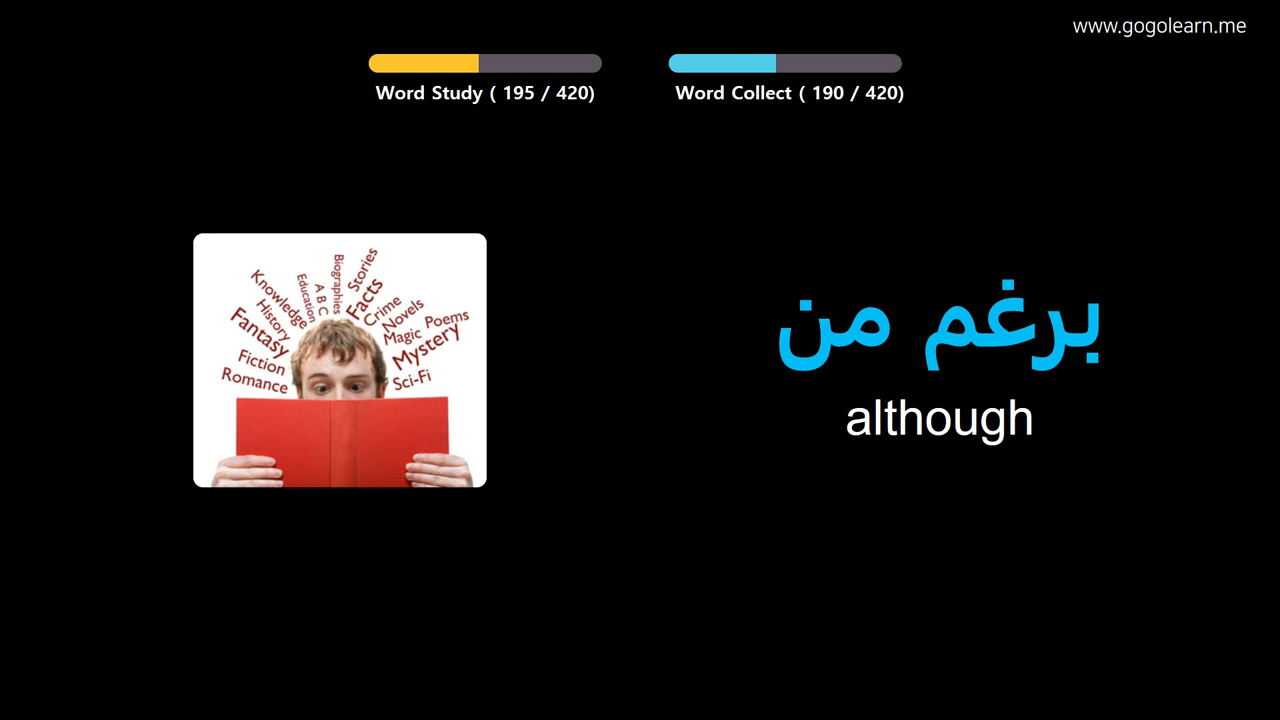 www.gogolearn.me
Word Study ( 195 / 420)
Word Collect ( 190 / 420)
Stories
Biographies
Facts
A B C
Education
Knowledge
Crime
History
Novels
Poems
Fantasy
Magic
Mystery
Fiction
Sci-Fi
Romance
برغم من
although